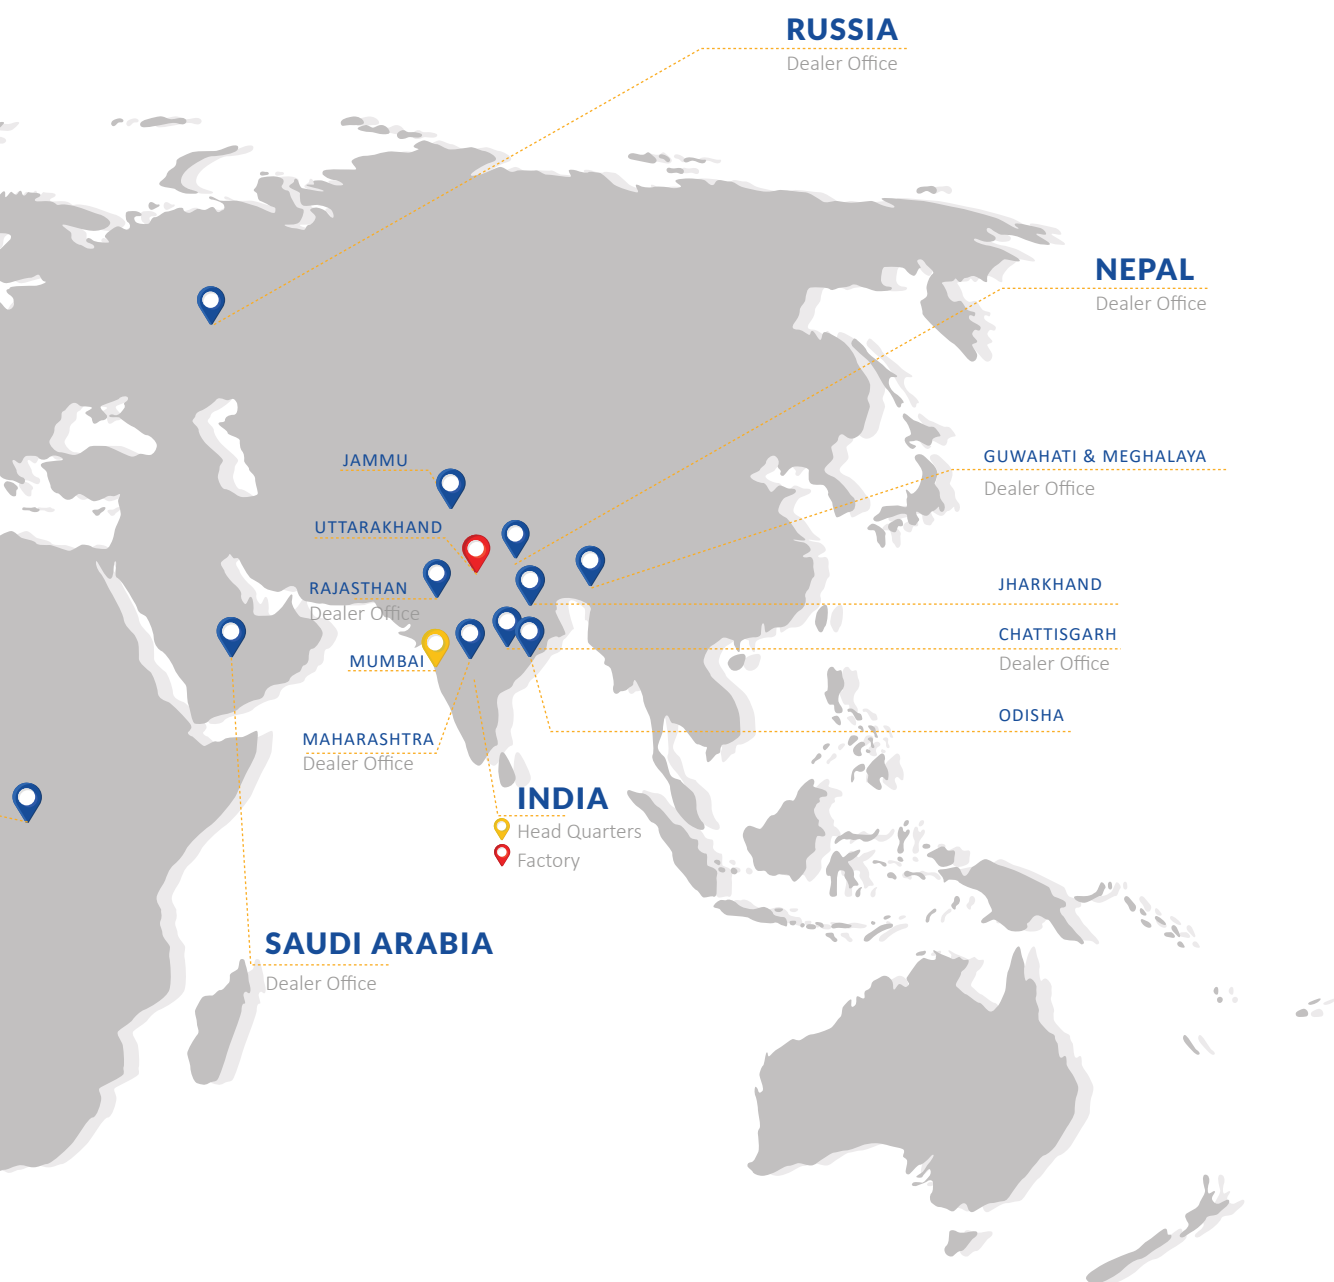 RUSSIA
Dealer Office
NEPAL
Dealer Office
JAMMU
GUWAHATI & MEGHALAYA
Dealer Office
UTTARAKHAND
RAJASTHAN
Dealer Office
JHARKHAND
CHATTISGARH
Dealer Office
MUMBAI
ODISHA
MAHARASHTRA
Dealer Office
INDIA
Head Quarters
Factory
SAUDI ARABIA
Dealer Office